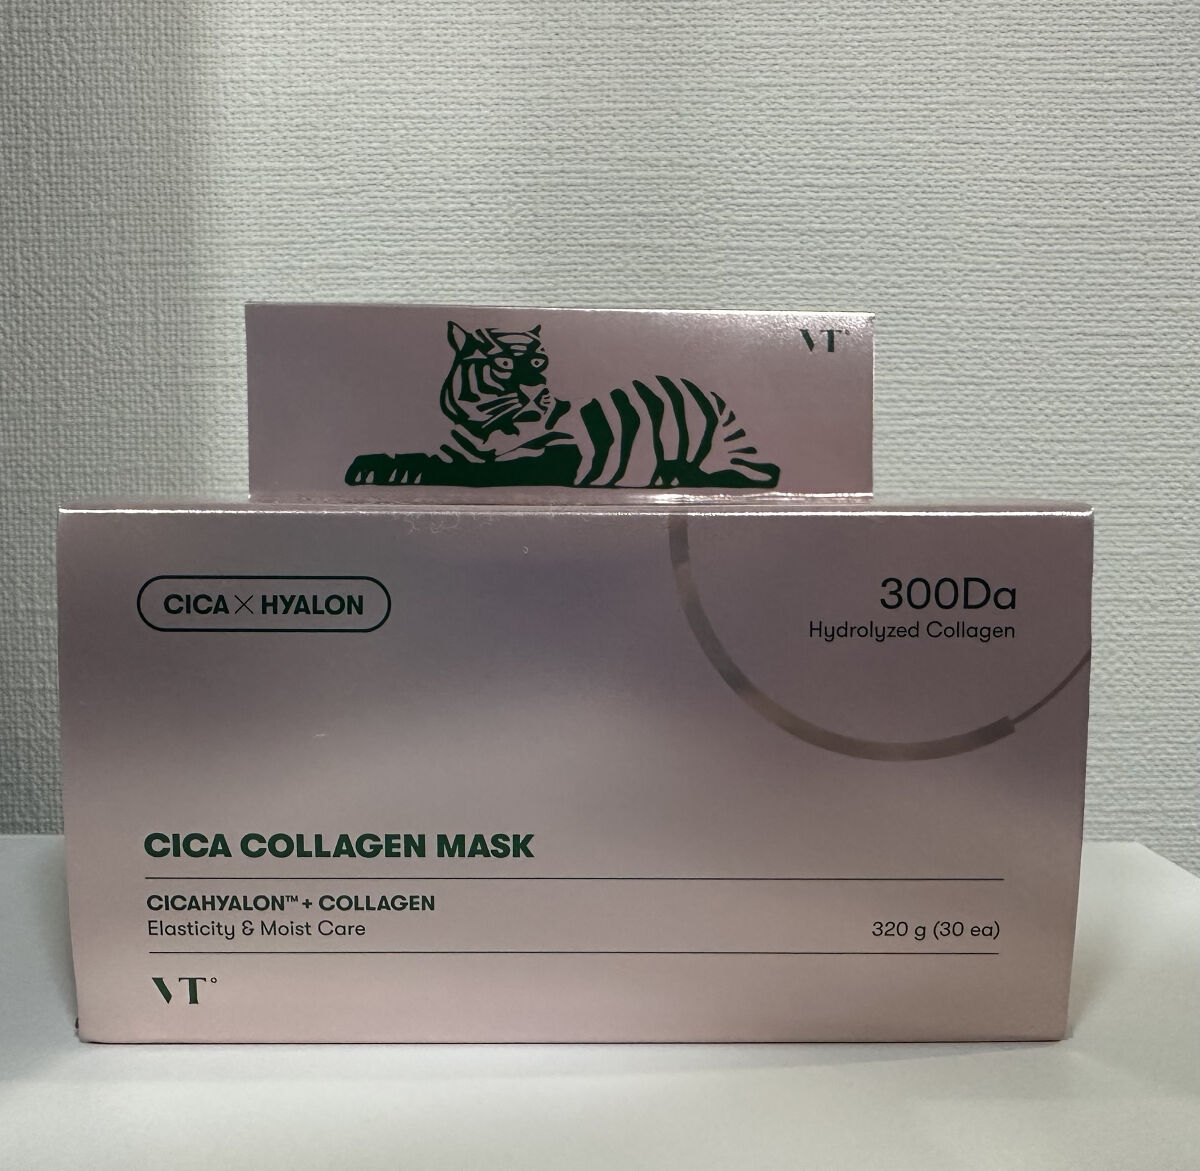 VT°
CICA X HYALON
300Da
Hydrolyzed Collagen
CICA COLLAGEN MASK
CICAHYALON™ + COLLAGEN
Elasticity & Moist Care
320 g (30 ea)
VT°